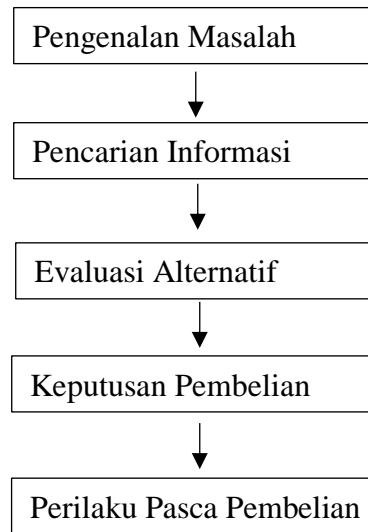 Pengenalan Masalah
Pencarian Informasi
Evaluasi Alternatif
Keputusan Pembelian
Perilaku Pasca Pembelian